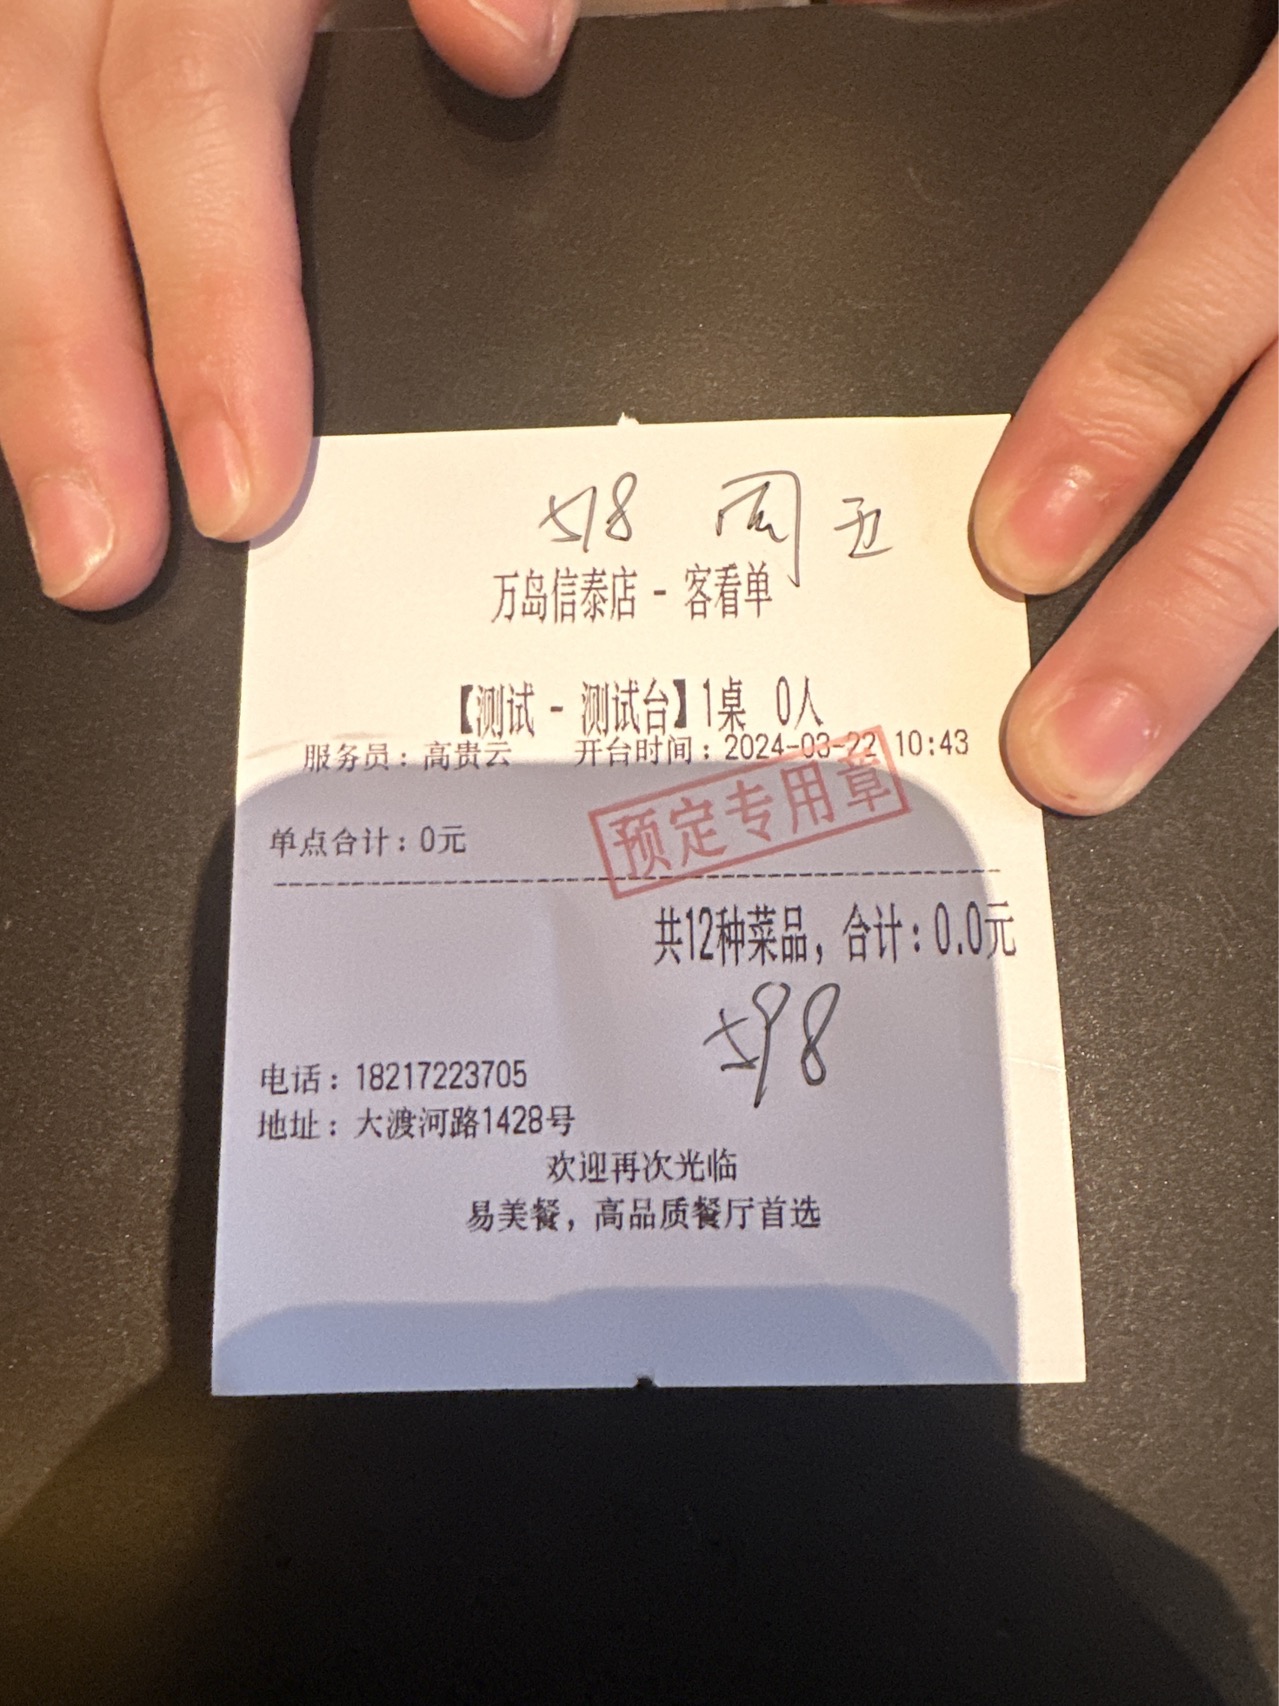 518 周五
万岛信泰店 - 客看单
【测试 - 测试台】1桌 0人
服务员：高贵云 开台时间：2024-03-22 10:43
预定专用章
单点合计：0元
共12种菜品，合计：0.0元
598
电话：18217223705
地址：大渡河路1428号
欢迎再次光临
易美餐，高品质餐厅首选